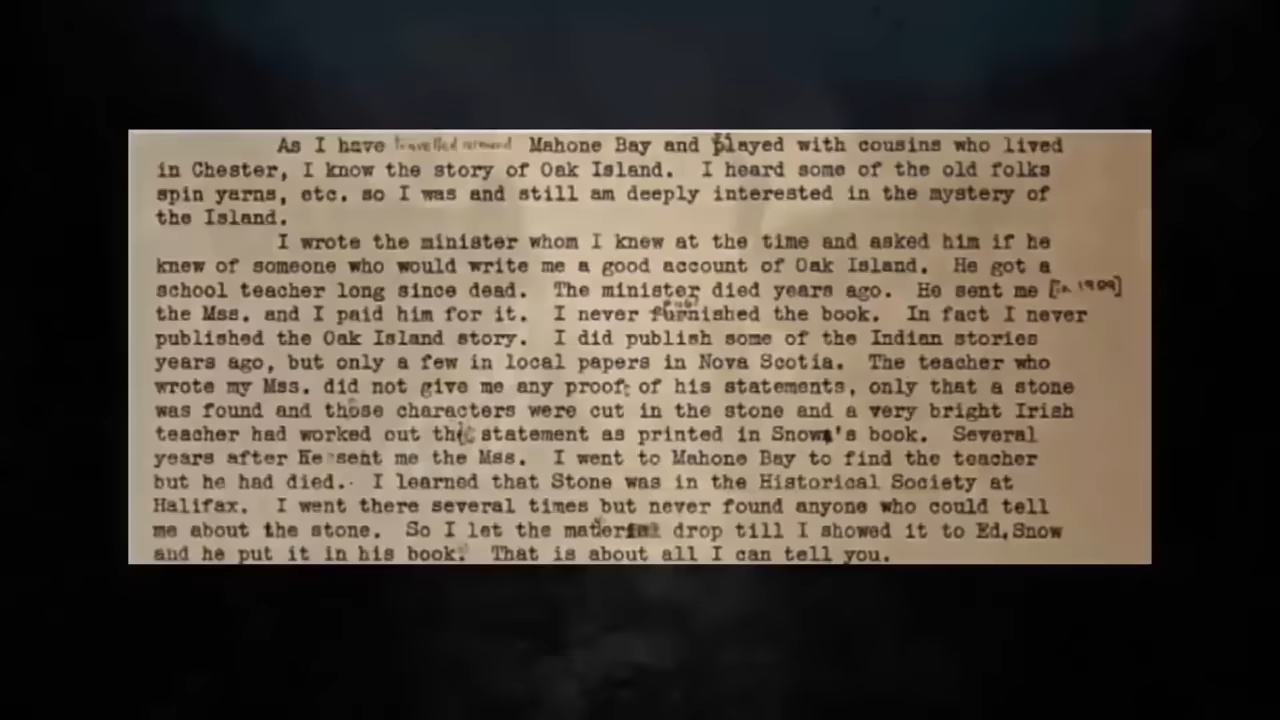 As I have travelled around Mahone Bay and played with cousins who lived
in Chester, I know the story of Oak Island. I heard some of the old folks
spin yarns, etc. so I was and still am deeply interested in the mystery of
the Island.
I wrote the minister whom I knew at the time and asked him if he
knew of someone who would write me a good account of Oak Island. He got a
school teacher long since dead. The minister died years ago. He sent me [in 1909]
the Mss. and I paid him for it. I never furnished the book. In fact I never
published the Oak Island story. I did publish some of the Indian stories
years ago, but only a few in local papers in Nova Scotia. The teacher who
wrote my Mss. did not give me any proof of his statements, only that a stone
was found and those characters were cut in the stone and a very bright Irish
teacher had worked out the statement as printed in Snow's book. Several
years after He sent me the Mss. I went to Mahone Bay to find the teacher
but he had died. I learned that Stone was in the Historical Society at
Halifax. I went there several times but never found anyone who could tell
me about the stone. So I let the material drop till I showed it to Ed.Snow
and he put it in his book. That is about all I can tell you.